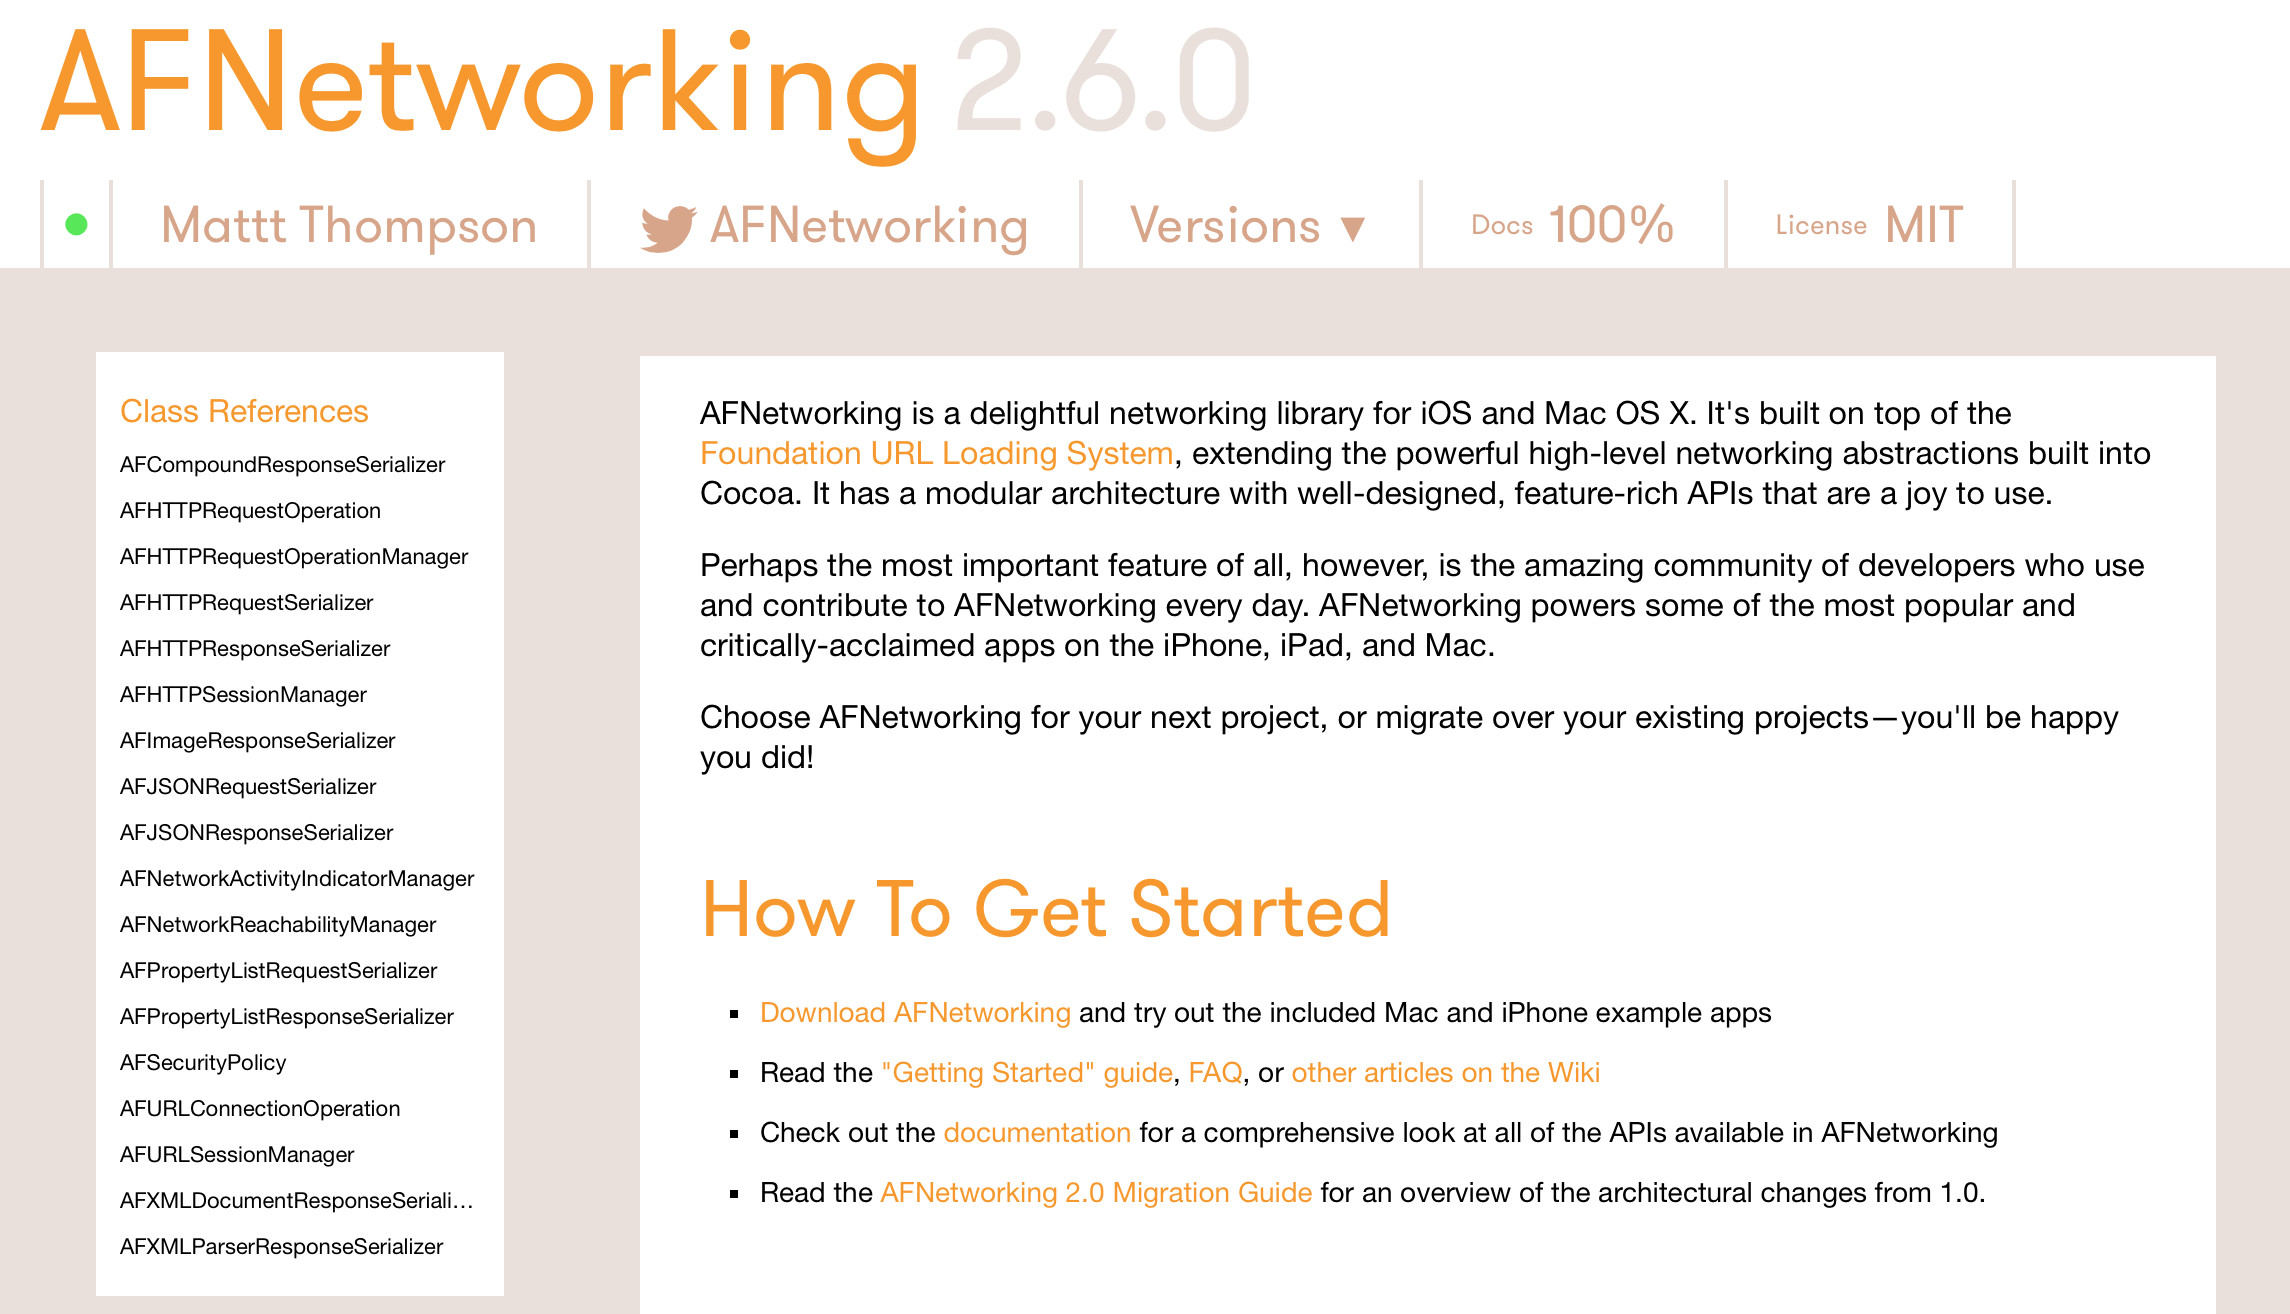 AFNetworking 2.6.0
Mattt Thompson AFNetworking Versions ▼ Docs 100% License MIT
Class References
AFCompoundResponseSerializer
AFHTTPRequestOperation
AFHTTPRequestOperationManager
AFHTTPRequestSerializer
AFHTTPResponseSerializer
AFHTTPSessionManager
AFImageResponseSerializer
AFJSONRequestSerializer
AFJSONResponseSerializer
AFNetworkActivityIndicatorManager
AFNetworkReachabilityManager
AFPropertyListRequestSerializer
AFPropertyListResponseSerializer
AFSecurityPolicy
AFURLConnectionOperation
AFURLSessionManager
AFXMLDocumentResponseSeriali…
AFXMLParserResponseSerializer
AFNetworking is a delightful networking library for iOS and Mac OS X. It's built on top of the
Foundation URL Loading System, extending the powerful high-level networking abstractions built into
Cocoa. It has a modular architecture with well-designed, feature-rich APIs that are a joy to use.
Perhaps the most important feature of all, however, is the amazing community of developers who use
and contribute to AFNetworking every day. AFNetworking powers some of the most popular and
critically-acclaimed apps on the iPhone, iPad, and Mac.
Choose AFNetworking for your next project, or migrate over your existing projects—you'll be happy
you did!
How To Get Started
▪ Download AFNetworking and try out the included Mac and iPhone example apps
▪ Read the "Getting Started" guide, FAQ, or other articles on the Wiki
▪ Check out the documentation for a comprehensive look at all of the APIs available in AFNetworking
▪ Read the AFNetworking 2.0 Migration Guide for an overview of the architectural changes from 1.0.